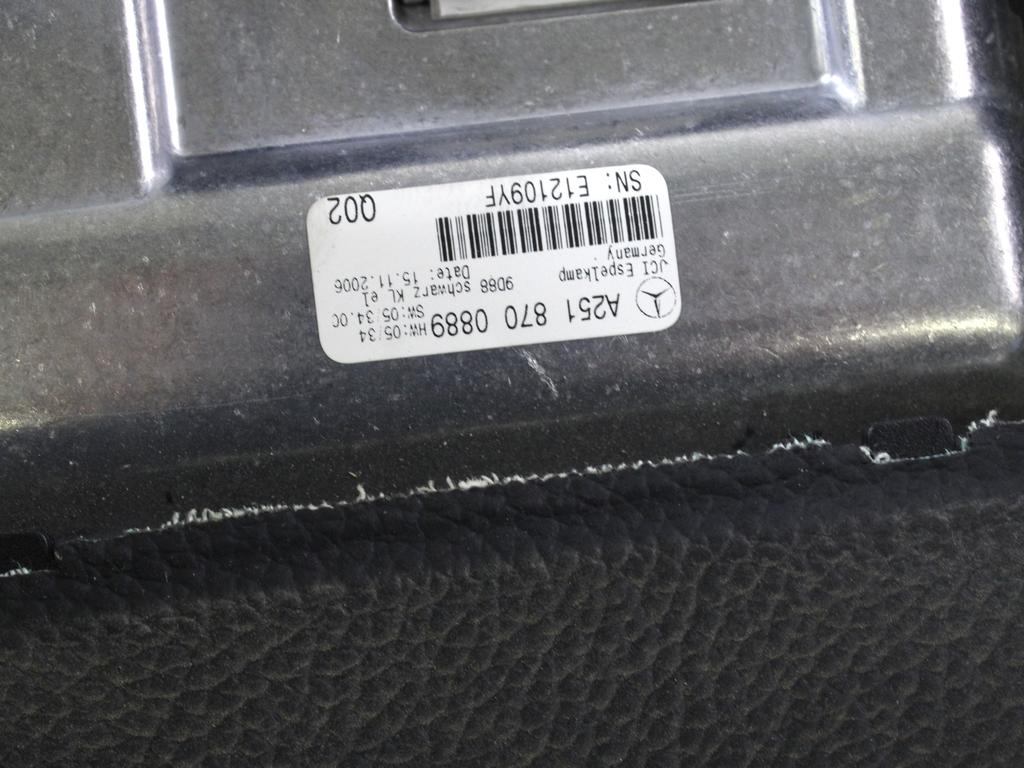 A251 870 0889
HW:05/34
SW:05/34.0C
JCI Espelkamp
Germany
9D88 schwarz KL el
Date: 15.11.2006
SN: E12109YF
Q02